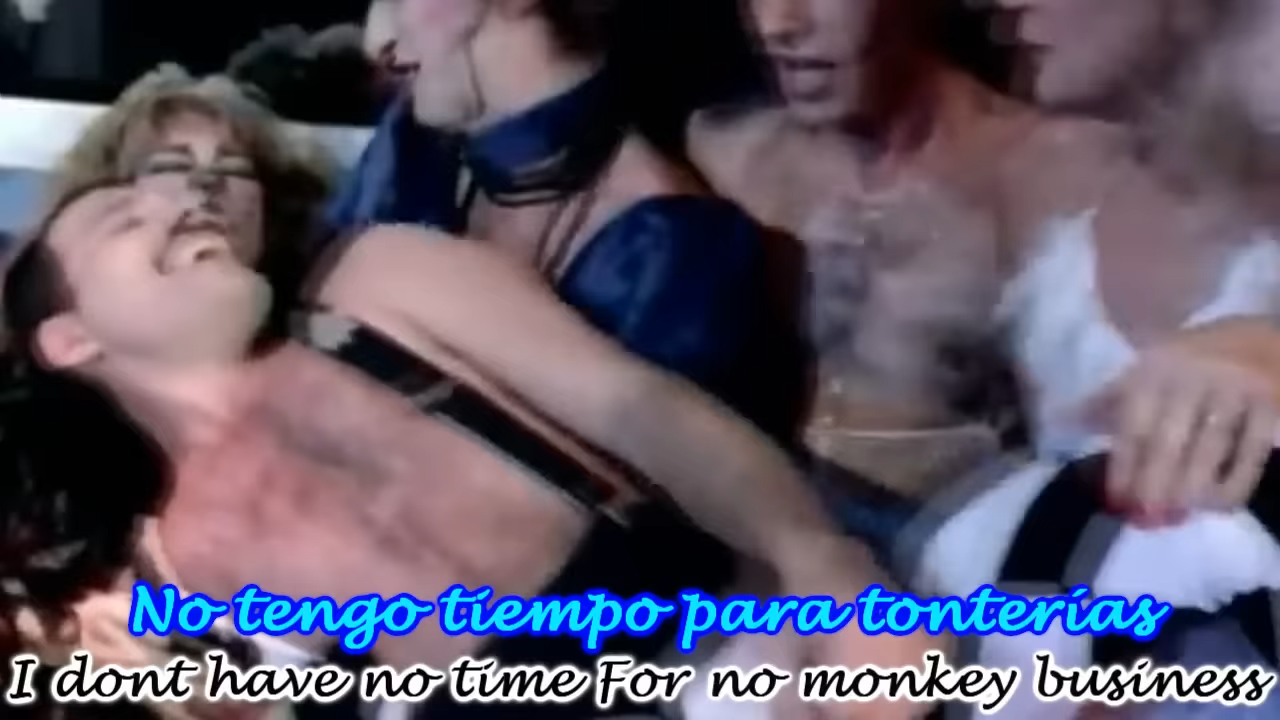 No tengo tiempo para tonterías
I dont have no time For no monkey business